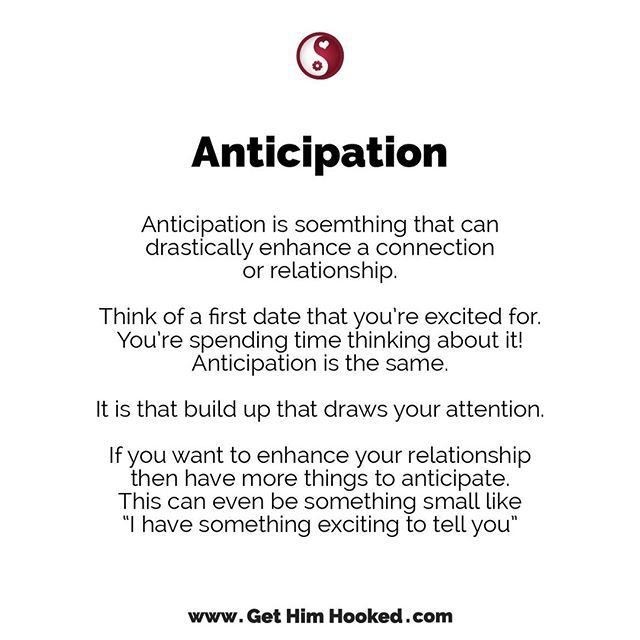 Anticipation
Anticipation is soemthing that can
drastically enhance a connection
or relationship.
Think of a first date that you're excited for.
You're spending time thinking about it!
Anticipation is the same.
It is that build up that draws your attention.
If you want to enhance your relationship
then have more things to anticipate.
This can even be something small like
"I have something exciting to tell you"
www.GetHimHooked.com